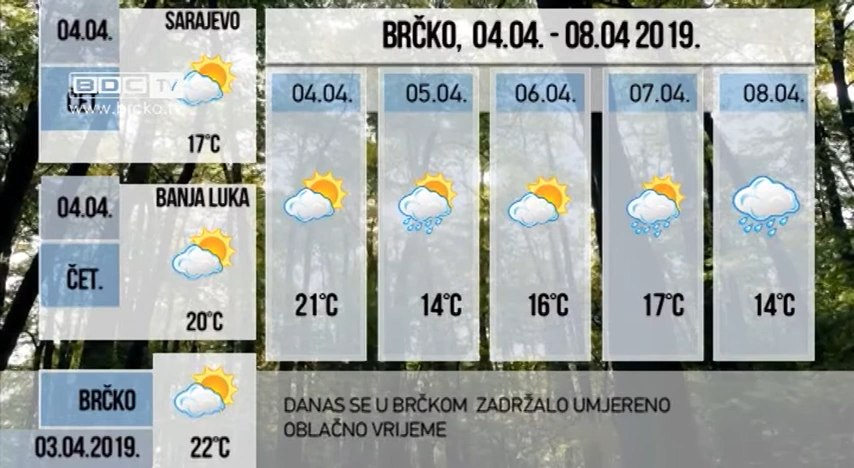 04.04.
SARAJEVO
BDC TV
www.brcko.tv
17°C
04.04.
BANJA LUKA
ČET.
20°C
BRČKO
03.04.2019.
22°C
BRČKO, 04.04. - 08.04 2019.
04.04.
05.04.
06.04.
07.04.
08.04.
21°C
14°C
16°C
17°C
14°C
DANAS SE U BRČKOM ZADRŽALO UMJERENO
OBLAČNO VRIJEME